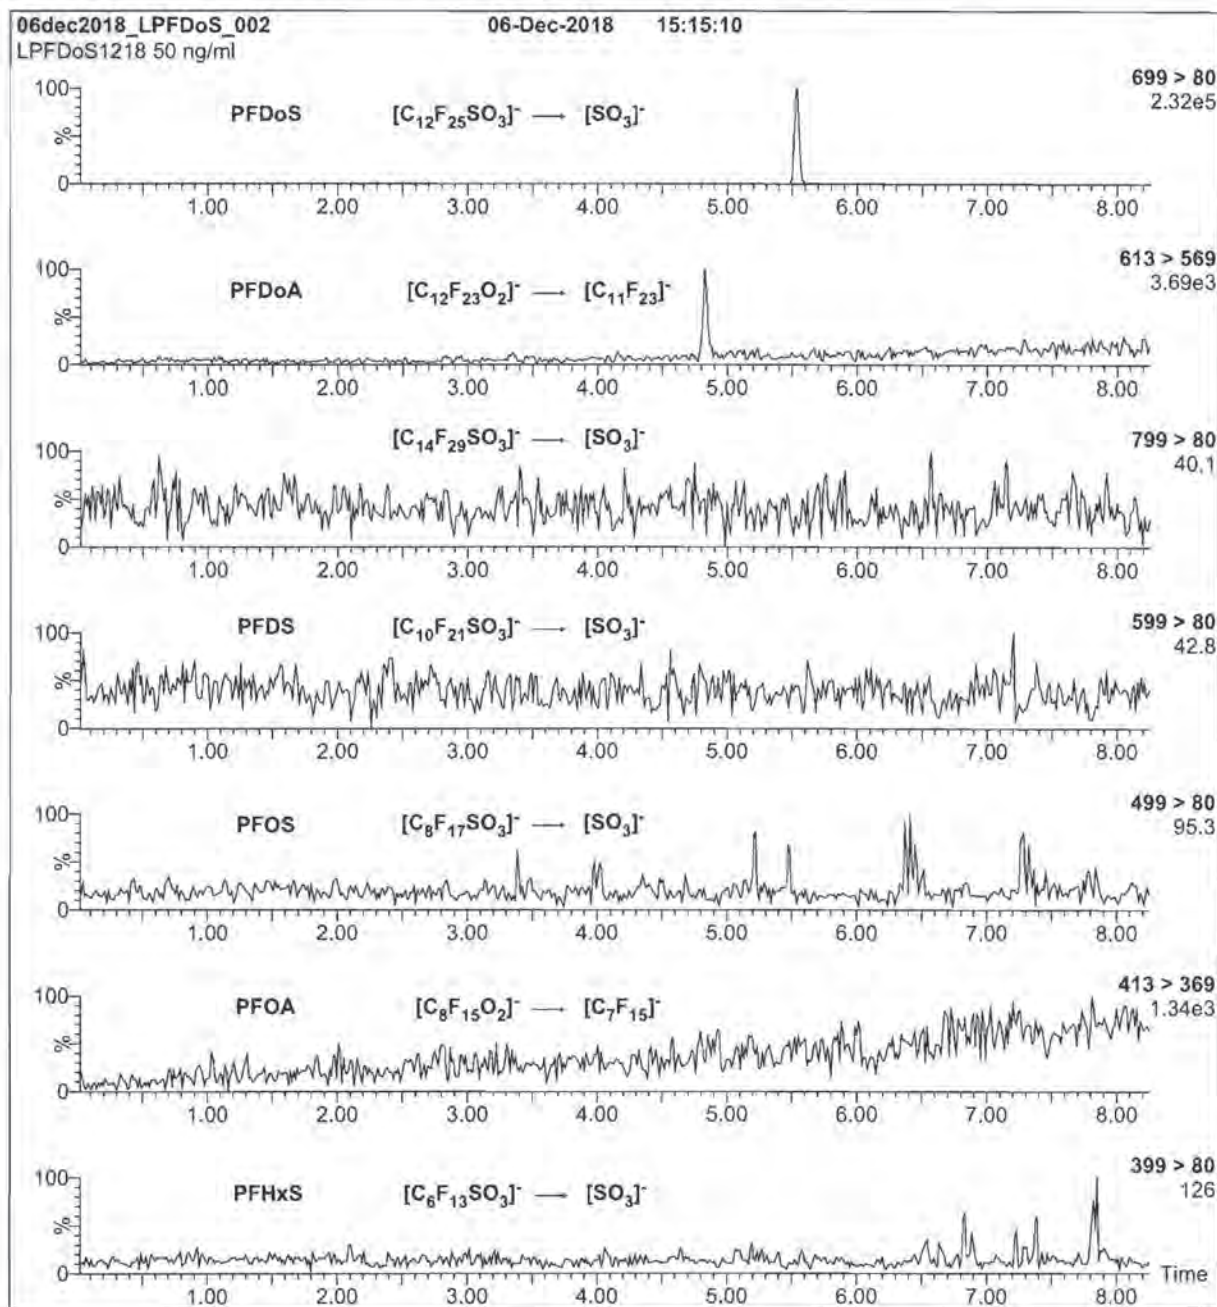 06dec2018_LPFDoS_002 06-Dec-2018 15:15:10
LPFDoS1218 50 ng/ml
699 > 80
2.32e5
100
PFDoS [C12F25SO3]- → [SO3]-
%
0
1.00 2.00 3.00 4.00 5.00 6.00 7.00 8.00
613 > 569
3.69e3
100
PFDoA [C12F23O2]- → [C11F23]-
%
0
1.00 2.00 3.00 4.00 5.00 6.00 7.00 8.00
[C14F29SO3]- → [SO3]-
799 > 80
40.1
100
%
0
1.00 2.00 3.00 4.00 5.00 6.00 7.00 8.00
PFDS [C10F21SO3]- → [SO3]-
599 > 80
42.8
100
%
0
1.00 2.00 3.00 4.00 5.00 6.00 7.00 8.00
499 > 80
95.3
100
PFOS [C8F17SO3]- → [SO3]-
%
0
1.00 2.00 3.00 4.00 5.00 6.00 7.00 8.00
413 > 369
1.34e3
100
PFOA [C8F15O2]- → [C7F15]-
%
0
1.00 2.00 3.00 4.00 5.00 6.00 7.00 8.00
399 > 80
126
100
PFHxS [C6F13SO3]- → [SO3]-
%
0
Time
1.00 2.00 3.00 4.00 5.00 6.00 7.00 8.00